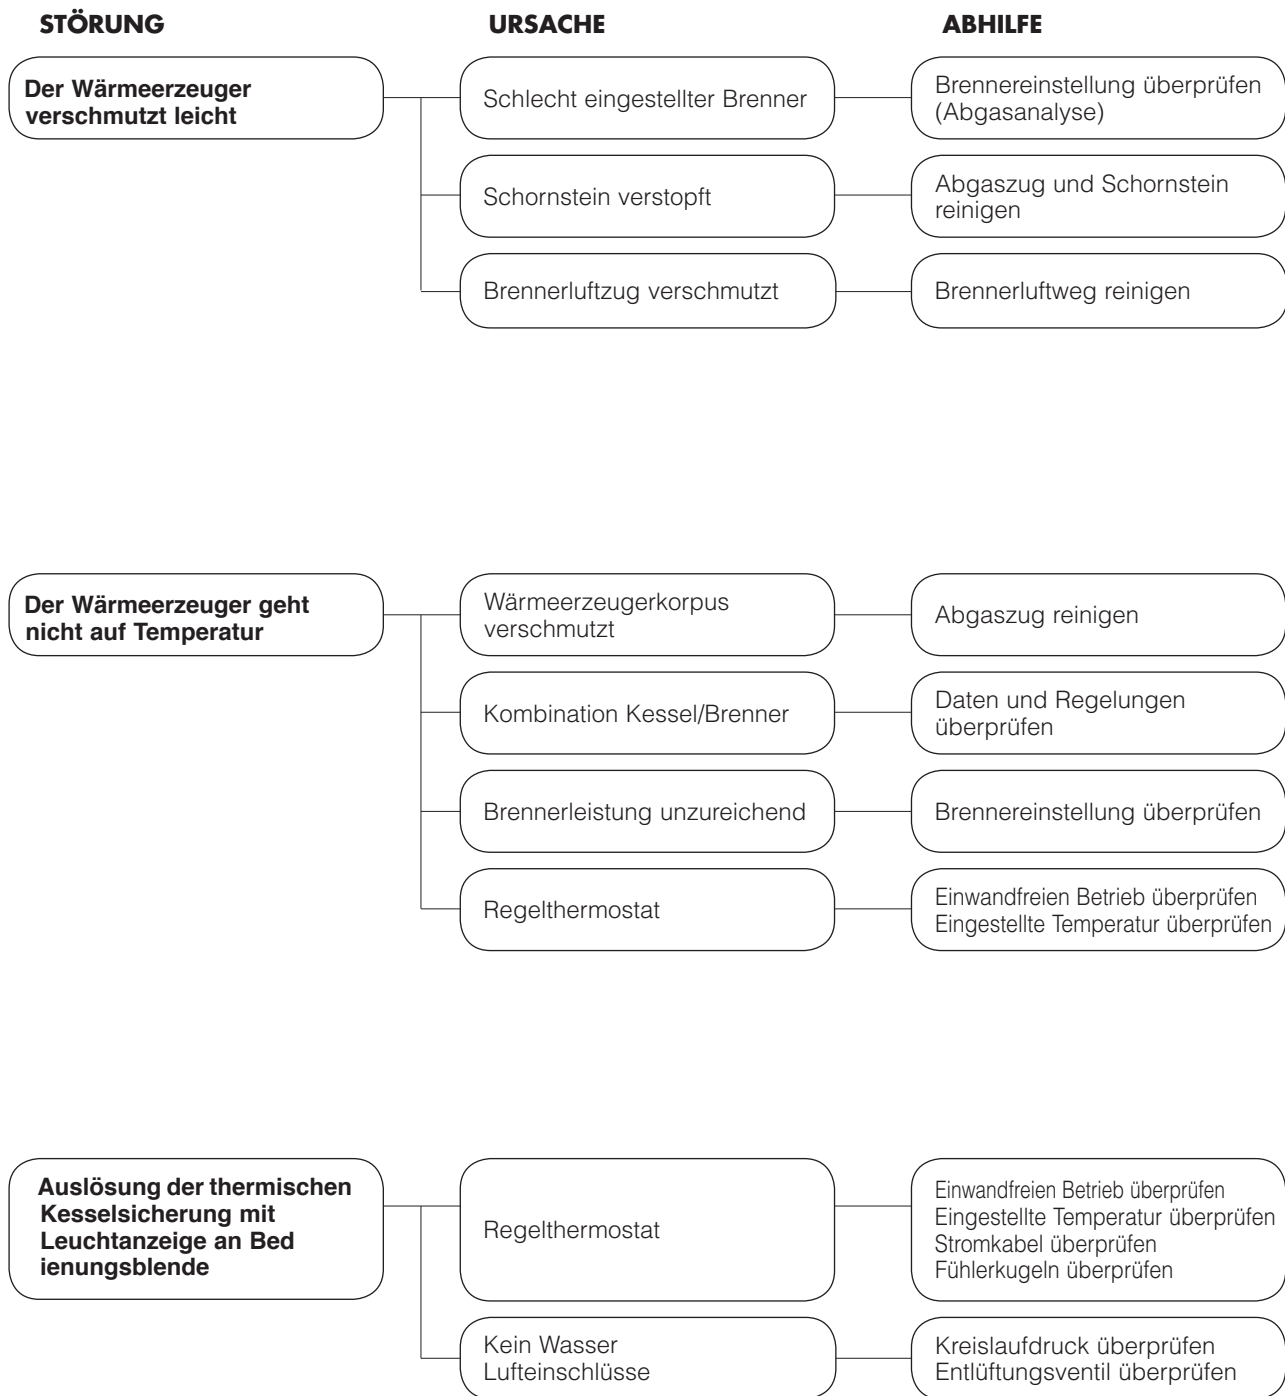 STÖRUNG URSACHE ABHILFE
Der Wärmeerzeuger
verschmutzt leicht
Schlecht eingestellter Brenner
Brennereinstellung überprüfen
(Abgasanalyse)
Schornstein verstopft
Abgaszug und Schornstein
reinigen
Brennerluftzug verschmutzt
Brennerluftweg reinigen
Der Wärmeerzeuger geht
nicht auf Temperatur
Wärmeerzeugerkorpus
verschmutzt
Abgaszug reinigen
Kombination Kessel/Brenner
Daten und Regelungen
überprüfen
Brennerleistung unzureichend
Brennereinstellung überprüfen
Regelthermostat
Einwandfreien Betrieb überprüfen
Eingestellte Temperatur überprüfen
Auslösung der thermischen
Kesselsicherung mit
Leuchtanzeige an Bed
ienungsblende
Regelthermostat
Einwandfreien Betrieb überprüfen
Eingestellte Temperatur überprüfen
Stromkabel überprüfen
Fühlerkugeln überprüfen
Kein Wasser
Lufteinschlüsse
Kreislaufdruck überprüfen
Entlüftungsventil überprüfen